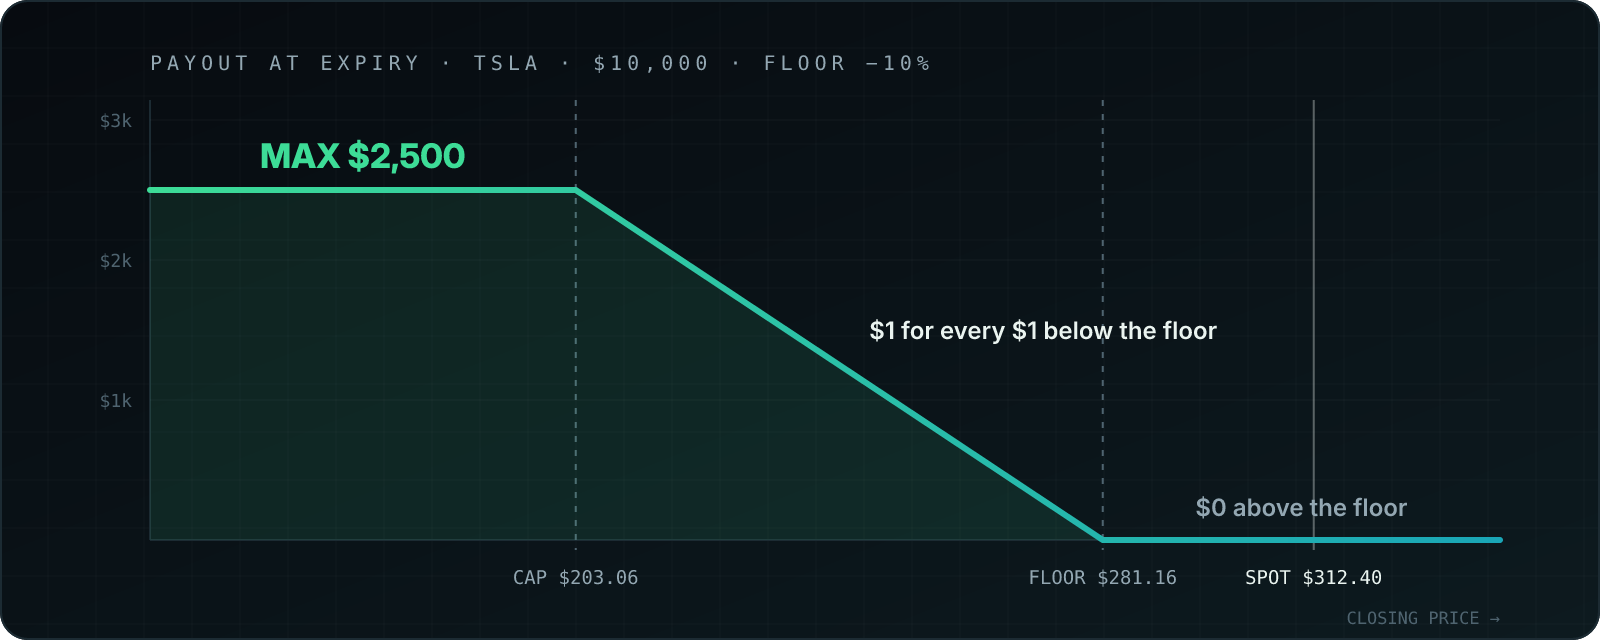 PAYOUT AT EXPIRY · TSLA · $10,000 · FLOOR −10%
$3k
MAX $2,500
$2k
$1 for every $1 below the floor
$1k
$0 above the floor
CAP $203.06
FLOOR $281.16
SPOT $312.40
CLOSING PRICE →